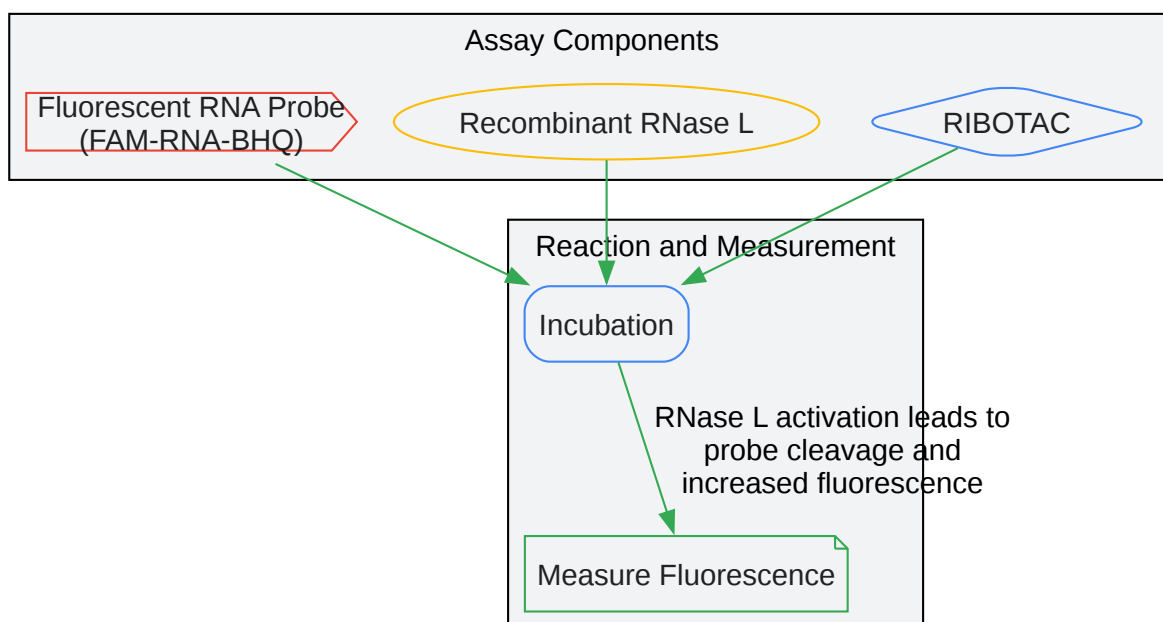 Assay Components
Fluorescent RNA Probe
(FAM-RNA-BHQ)
Recombinant RNase L
RIBOTAC
Reaction and Measurement
Incubation
RNase L activation leads to
probe cleavage and
increased fluorescence
Measure Fluorescence